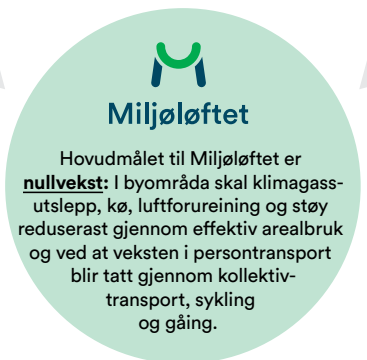 Miljøløftet
Hovudmålet til Miljøløftet er
nullvekst: I byområda skal klimagass-
utslepp, kø, luftforureining og støy
reduserast gjennom effektiv arealbruk
og ved at veksten i persontransport
blir tatt gjennom kollektiv-
transport, sykling
og gåing.